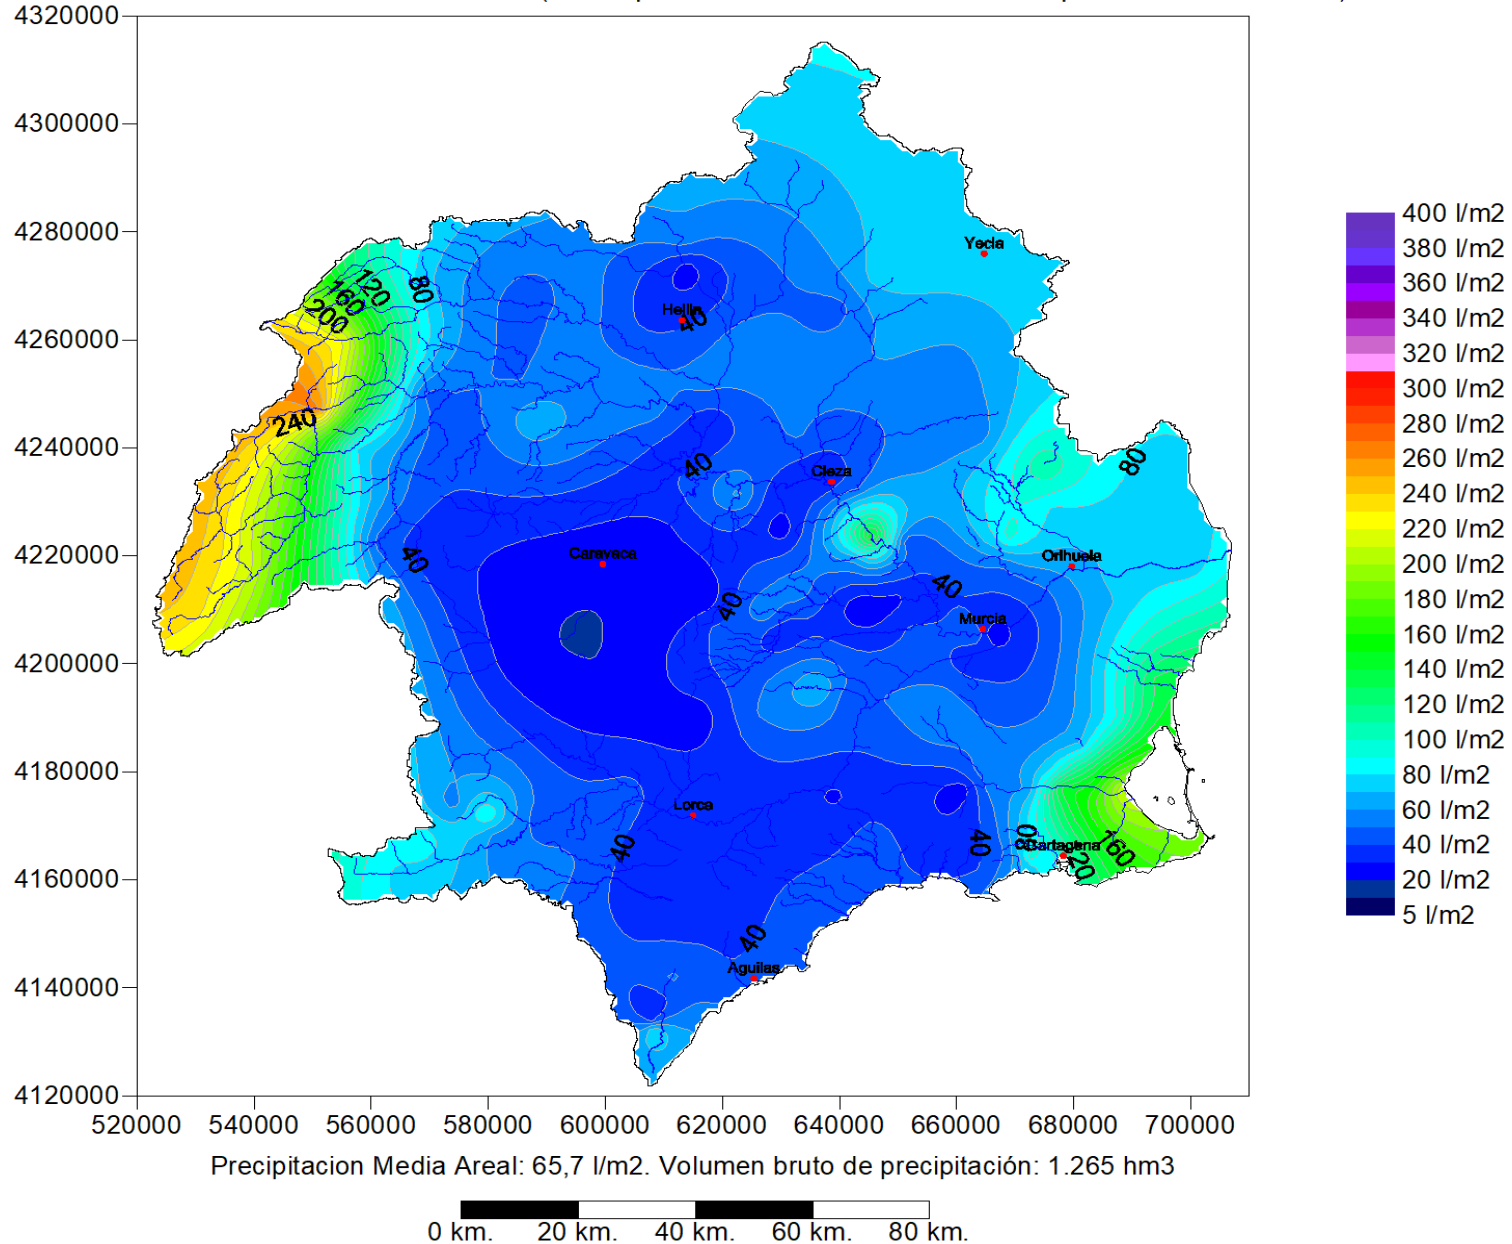 4320000
4300000
4280000
4260000
4240000
4220000
4200000
4180000
4160000
4140000
4120000
520000 540000 560000 580000 600000 620000 640000 660000 680000 700000
Yecla
Hellin
Cieza
Caravaca
Orihuela
Murcia
Lorca
Cartagena
Aguilas
120
160
200
80
240
40
40
40
80
40
40
40
40
80
120
160
40
400 l/m2
380 l/m2
360 l/m2
340 l/m2
320 l/m2
300 l/m2
280 l/m2
260 l/m2
240 l/m2
220 l/m2
200 l/m2
180 l/m2
160 l/m2
140 l/m2
120 l/m2
100 l/m2
80 l/m2
60 l/m2
40 l/m2
20 l/m2
5 l/m2
Precipitacion Media Areal: 65,7 l/m2. Volumen bruto de precipitación: 1.265 hm3
0 km. 20 km. 40 km. 60 km. 80 km.